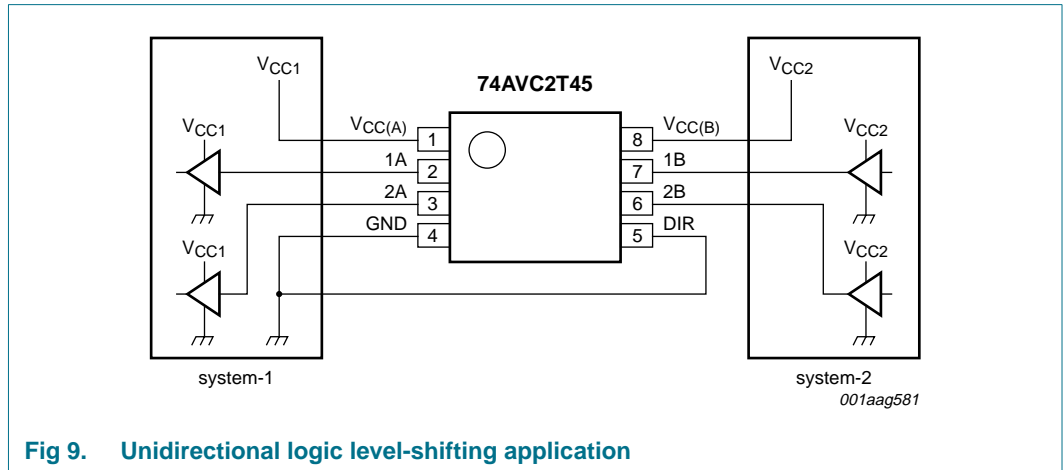 VCC1
VCC2
74AVC2T45
VCC1
VCC(A)
1
8
VCC(B)
VCC2
1A
2
7
1B
2A
3
6
2B
VCC1
GND
4
5
DIR
VCC2
system-1
system-2
001aag581
Fig 9. Unidirectional logic level-shifting application